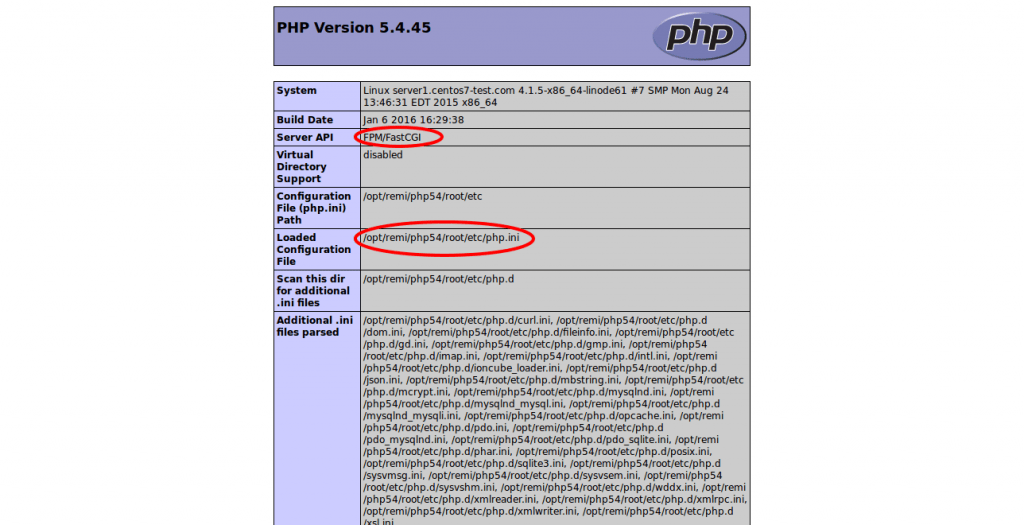 PHP Version 5.4.45
php
System
Linux server1.centos7-test.com 4.1.5-x86_64-linode61 #7 SMP Mon Aug 24
13:46:31 EDT 2015 x86_64
Build Date
Jan 6 2016 16:29:38
Server API
FPM/FastCGI
Virtual
Directory
Support
disabled
Configuration
File (php.ini)
Path
/opt/remi/php54/root/etc
Loaded
Configuration
File
/opt/remi/php54/root/etc/php.ini
Scan this dir
for additional
.ini files
/opt/remi/php54/root/etc/php.d
Additional .ini
files parsed
/opt/remi/php54/root/etc/php.d/curl.ini, /opt/remi/php54/root/etc/php.d
/dom.ini, /opt/remi/php54/root/etc/php.d/fileinfo.ini, /opt/remi/php54/root/etc
/php.d/gd.ini, /opt/remi/php54/root/etc/php.d/gmp.ini, /opt/remi/php54
/root/etc/php.d/imap.ini, /opt/remi/php54/root/etc/php.d/intl.ini, /opt/remi
/php54/root/etc/php.d/ioncube_loader.ini, /opt/remi/php54/root/etc/php.d
/json.ini, /opt/remi/php54/root/etc/php.d/mbstring.ini, /opt/remi/php54/root/etc
/php.d/mcrypt.ini, /opt/remi/php54/root/etc/php.d/mysqlnd.ini, /opt/remi
/php54/root/etc/php.d/mysqlnd_mysql.ini, /opt/remi/php54/root/etc/php.d
/mysqlnd_mysqli.ini, /opt/remi/php54/root/etc/php.d/opcache.ini, /opt/remi
/php54/root/etc/php.d/pdo.ini, /opt/remi/php54/root/etc/php.d
/pdo_mysqlnd.ini, /opt/remi/php54/root/etc/php.d/pdo_sqlite.ini, /opt/remi
/php54/root/etc/php.d/phar.ini, /opt/remi/php54/root/etc/php.d/posix.ini,
/opt/remi/php54/root/etc/php.d/sqlite3.ini, /opt/remi/php54/root/etc/php.d
/sysvmsg.ini, /opt/remi/php54/root/etc/php.d/sysvsem.ini, /opt/remi/php54
/root/etc/php.d/sysvshm.ini, /opt/remi/php54/root/etc/php.d/wddx.ini, /opt/remi
/php54/root/etc/php.d/xmlreader.ini, /opt/remi/php54/root/etc/php.d/xmlrpc.ini,
/opt/remi/php54/root/etc/php.d/xmlwriter.ini, /opt/remi/php54/root/etc/php.d
/xsl.ini